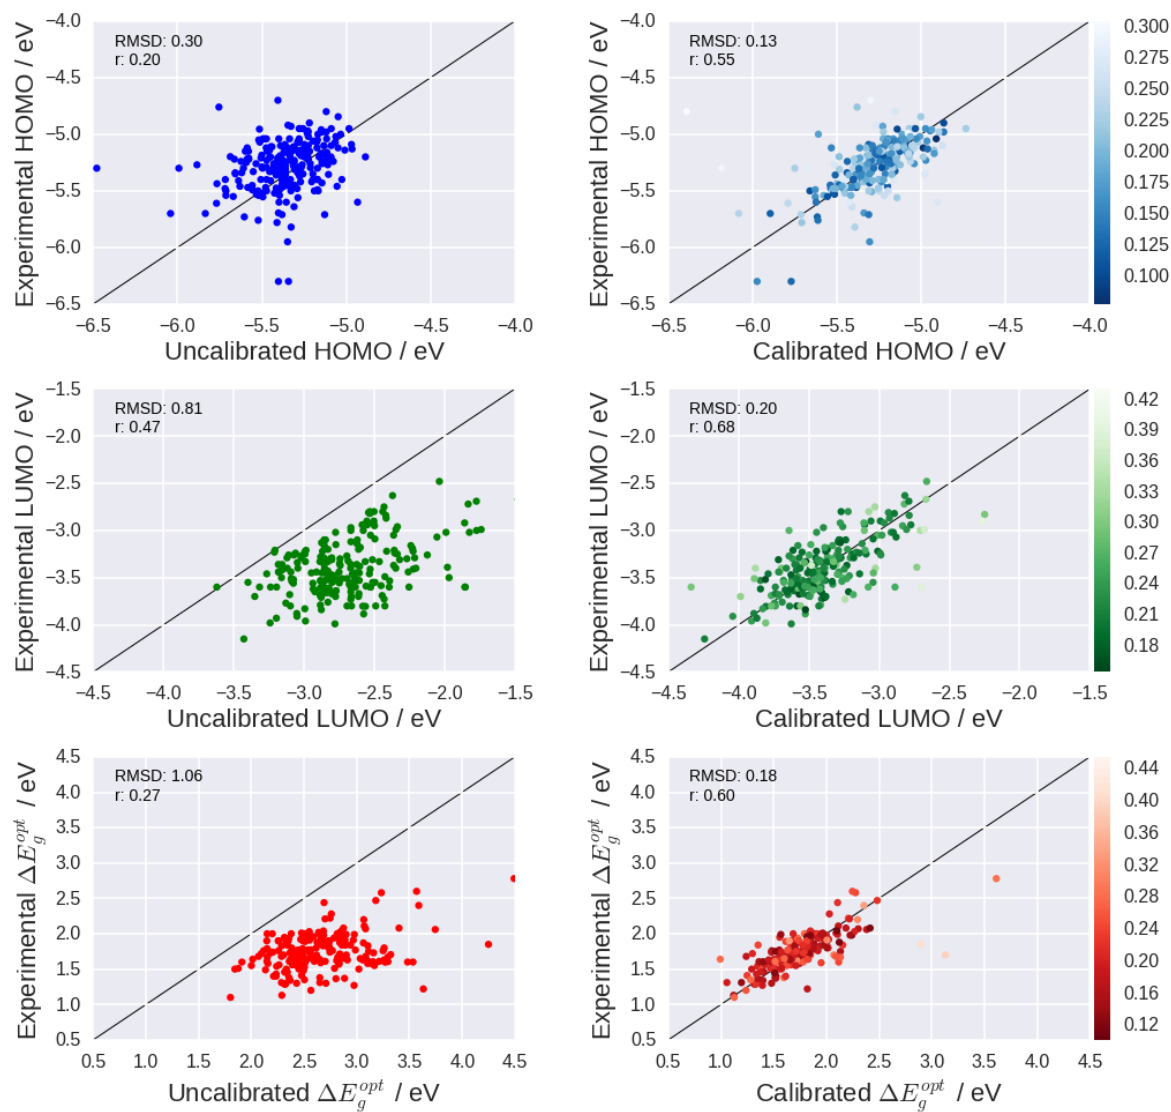 −4.0
−4.5
−5.0
−5.5
−6.0
−6.5
Experimental HOMO / eV
RMSD: 0.30
r: 0.20
−6.5 −6.0 −5.5 −5.0 −4.5 −4.0
Uncalibrated HOMO / eV
−4.0
−4.5
−5.0
−5.5
−6.0
−6.5
Experimental HOMO / eV
RMSD: 0.13
r: 0.55
−6.5 −6.0 −5.5 −5.0 −4.5 −4.0
Calibrated HOMO / eV
0.300
0.275
0.250
0.225
0.200
0.175
0.150
0.125
0.100
−1.5
−2.0
−2.5
−3.0
−3.5
−4.0
−4.5
Experimental LUMO / eV
RMSD: 0.81
r: 0.47
−4.5 −4.0 −3.5 −3.0 −2.5 −2.0 −1.5
Uncalibrated LUMO / eV
−1.5
−2.0
−2.5
−3.0
−3.5
−4.0
−4.5
Experimental LUMO / eV
RMSD: 0.20
r: 0.68
−4.5 −4.0 −3.5 −3.0 −2.5 −2.0 −1.5
Calibrated LUMO / eV
0.42
0.39
0.36
0.33
0.30
0.27
0.24
0.21
0.18
4.5
4.0
3.5
3.0
2.5
2.0
1.5
1.0
0.5
Experimental ΔE_g^opt / eV
RMSD: 1.06
r: 0.27
0.5 1.0 1.5 2.0 2.5 3.0 3.5 4.0 4.5
Uncalibrated ΔE_g^opt / eV
4.5
4.0
3.5
3.0
2.5
2.0
1.5
1.0
0.5
Experimental ΔE_g^opt / eV
RMSD: 0.18
r: 0.60
0.5 1.0 1.5 2.0 2.5 3.0 3.5 4.0 4.5
Calibrated ΔE_g^opt / eV
0.44
0.40
0.36
0.32
0.28
0.24
0.20
0.16
0.12